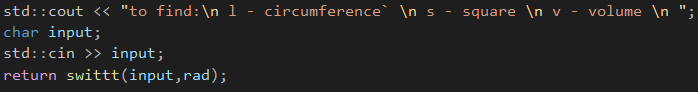 std::cout << "to find:\n l - circumference` \n s - square \n v - volume \n ";
char input;
std::cin >> input;
return swittt(input,rad);